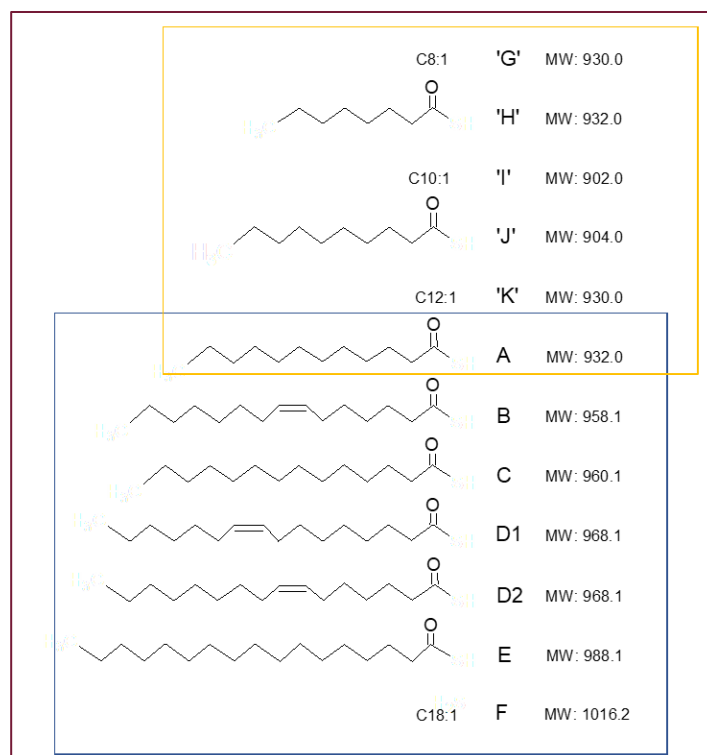 C8:1 'G' MW: 930.0
O
'H' MW: 932.0
C10:1 'I' MW: 902.0
O
'J' MW: 904.0
C12:1 'K' MW: 930.0
O
A MW: 932.0
O
B MW: 958.1
O
C MW: 960.1
O
D1 MW: 968.1
O
D2 MW: 968.1
O
E MW: 988.1
C18:1 F MW: 1016.2